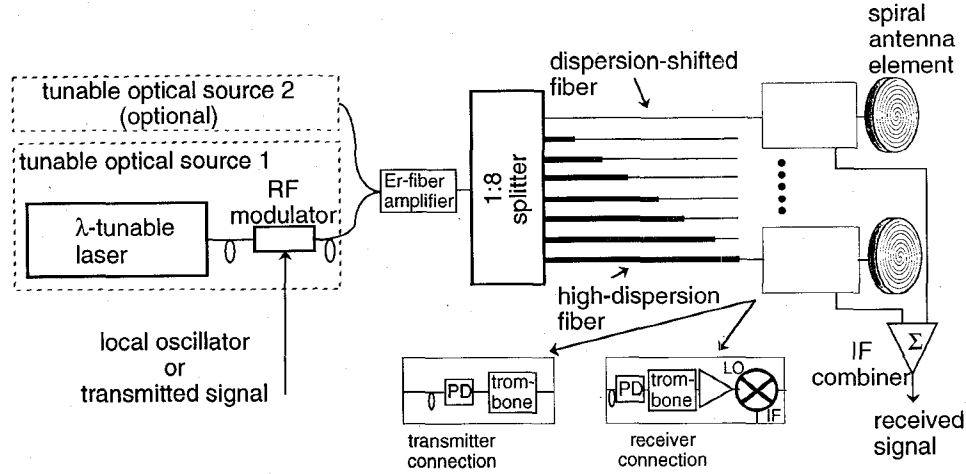 spiral
antenna
element
dispersion-shifted
fiber
tunable optical source 2
(optional)
tunable optical source 1
RF
modulator
λ-tunable
laser
Er-fiber
amplifier
1:8
splitter
high-dispersion
fiber
local oscillator
or
transmitted signal
Σ
IF
combiner
received
signal
PD
trom-
bone
transmitter
connection
PD
trom-
bone
LO
IF
receiver
connection